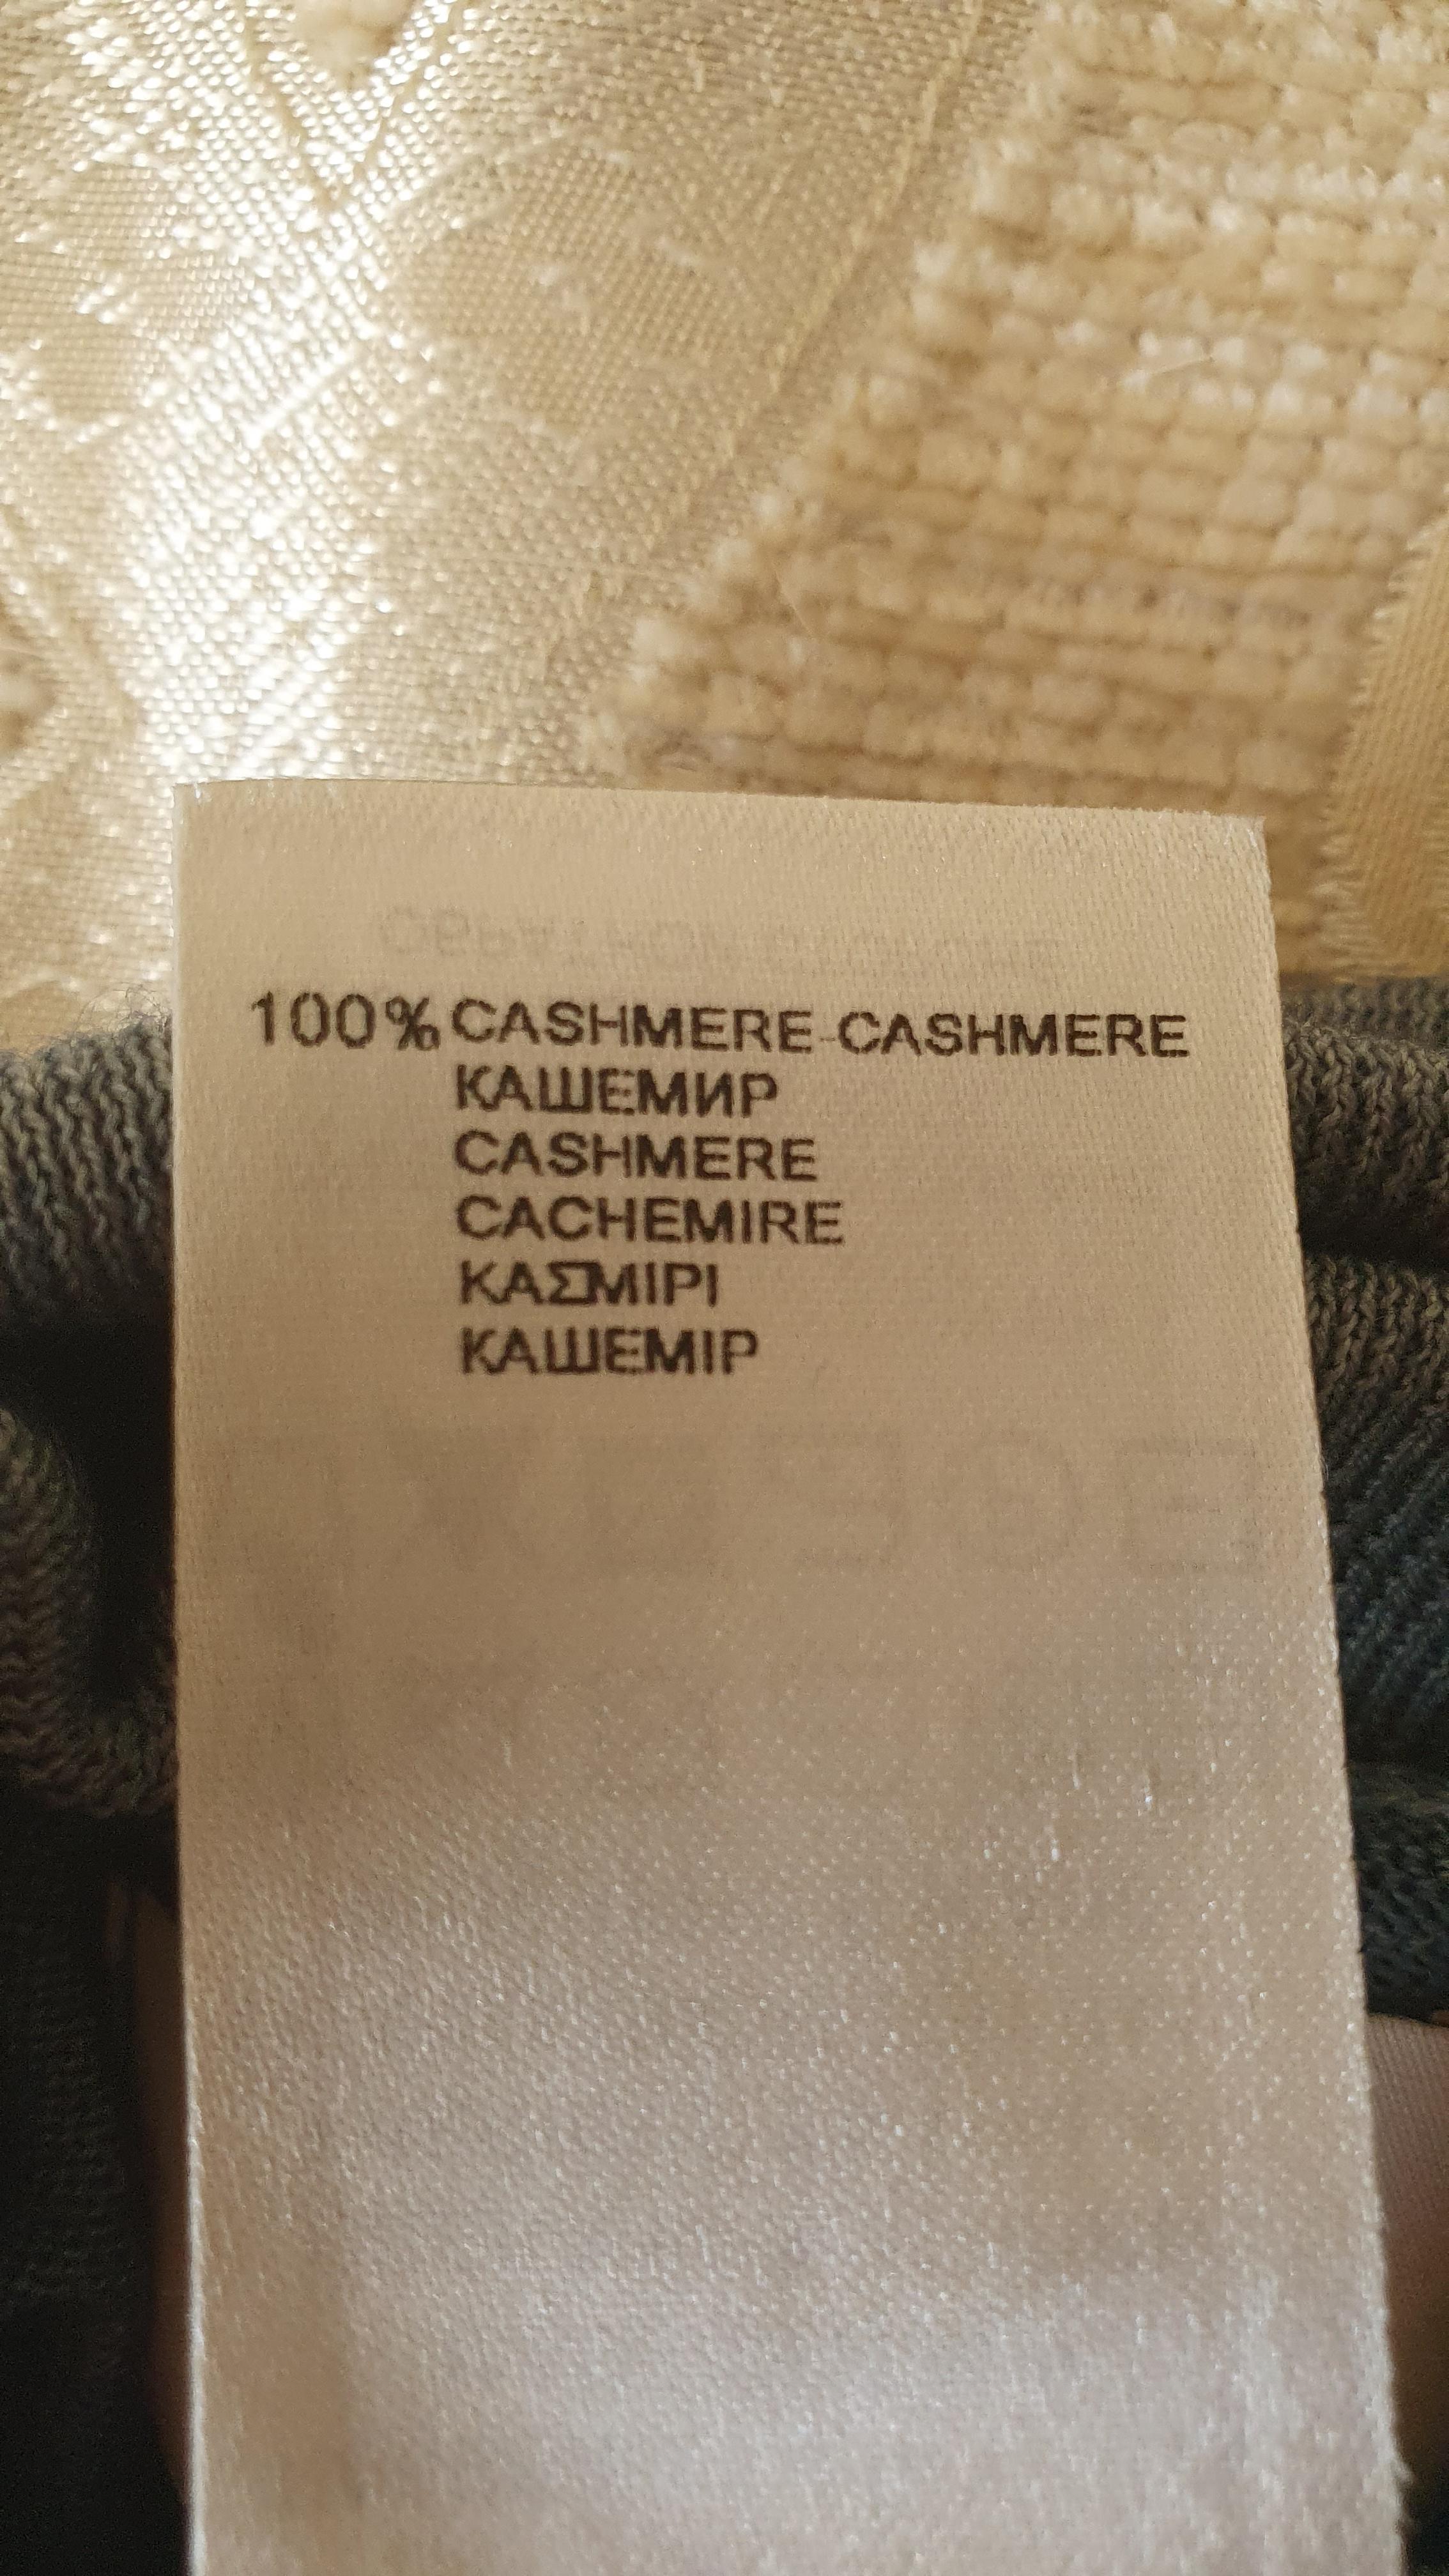 100% CASHMERE-CASHMERE
КАШЕМИР
CASHMERE
CACHEMIRE
ΚΑΣΜΙΡΙ
КАШЕМІР